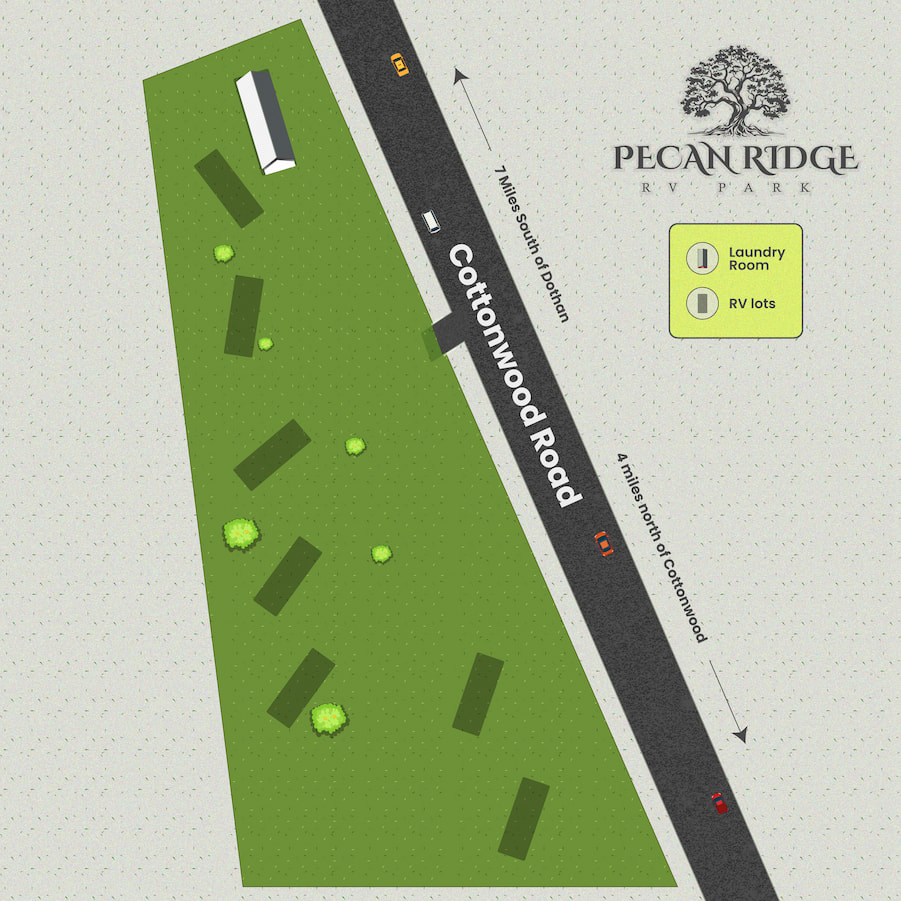 PECAN RIDGE
RV PARK
Laundry
Room
RV lots
7 Miles South of Dothan
Cottonwood Road
4 miles north of Cottonwood